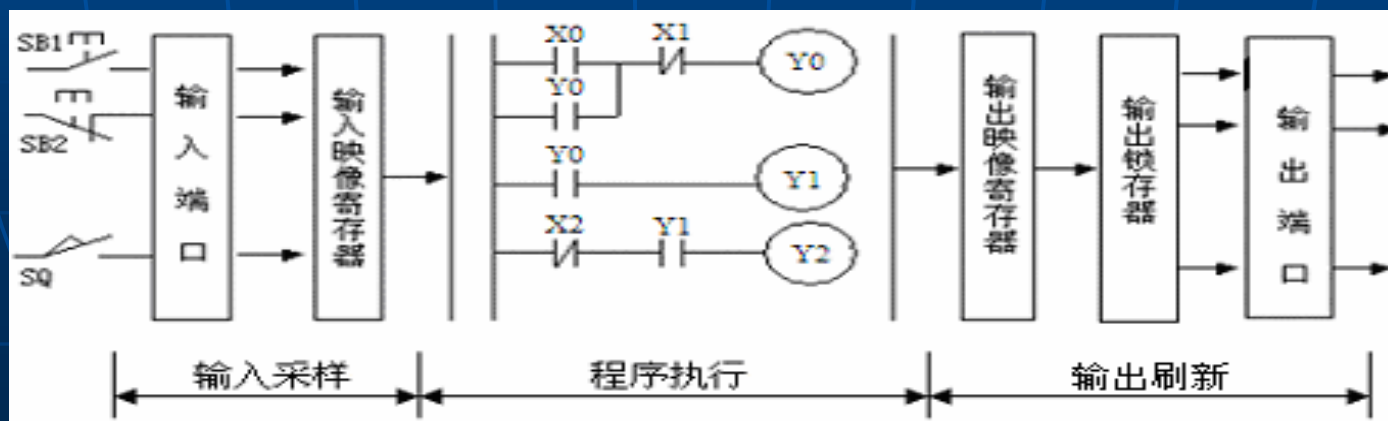 SB1
SB2
SQ
输入端口
输入映像寄存器
X0 X1 Y0
Y0
Y0 Y1
X2 Y1 Y2
输出映像寄存器
输出锁存器
输出端口
输入采样 程序执行 输出刷新